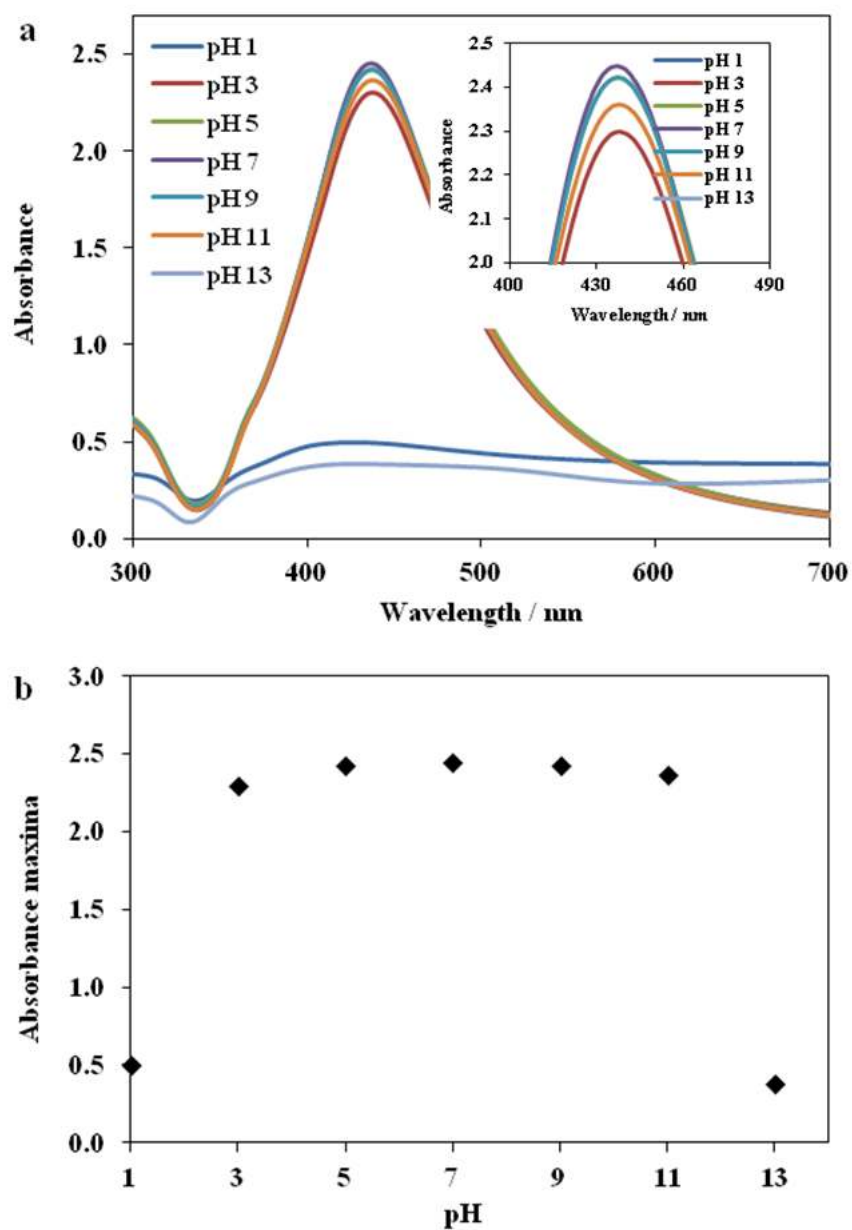 a
Absorbance
2.5
2.0
1.5
1.0
0.5
0.0
pH 1
pH 3
pH 5
pH 7
pH 9
pH 11
pH 13
Absorbance
2.5
2.4
2.3
2.2
2.1
2.0
pH 1
pH 3
pH 5
pH 7
pH 9
pH 11
pH 13
400 430 460 490
Wavelength / nm
300 400 500 600 700
Wavelength / nm
b
Absorbance maxima
3.0
2.5
2.0
1.5
1.0
0.5
0.0
1 3 5 7 9 11 13
pH